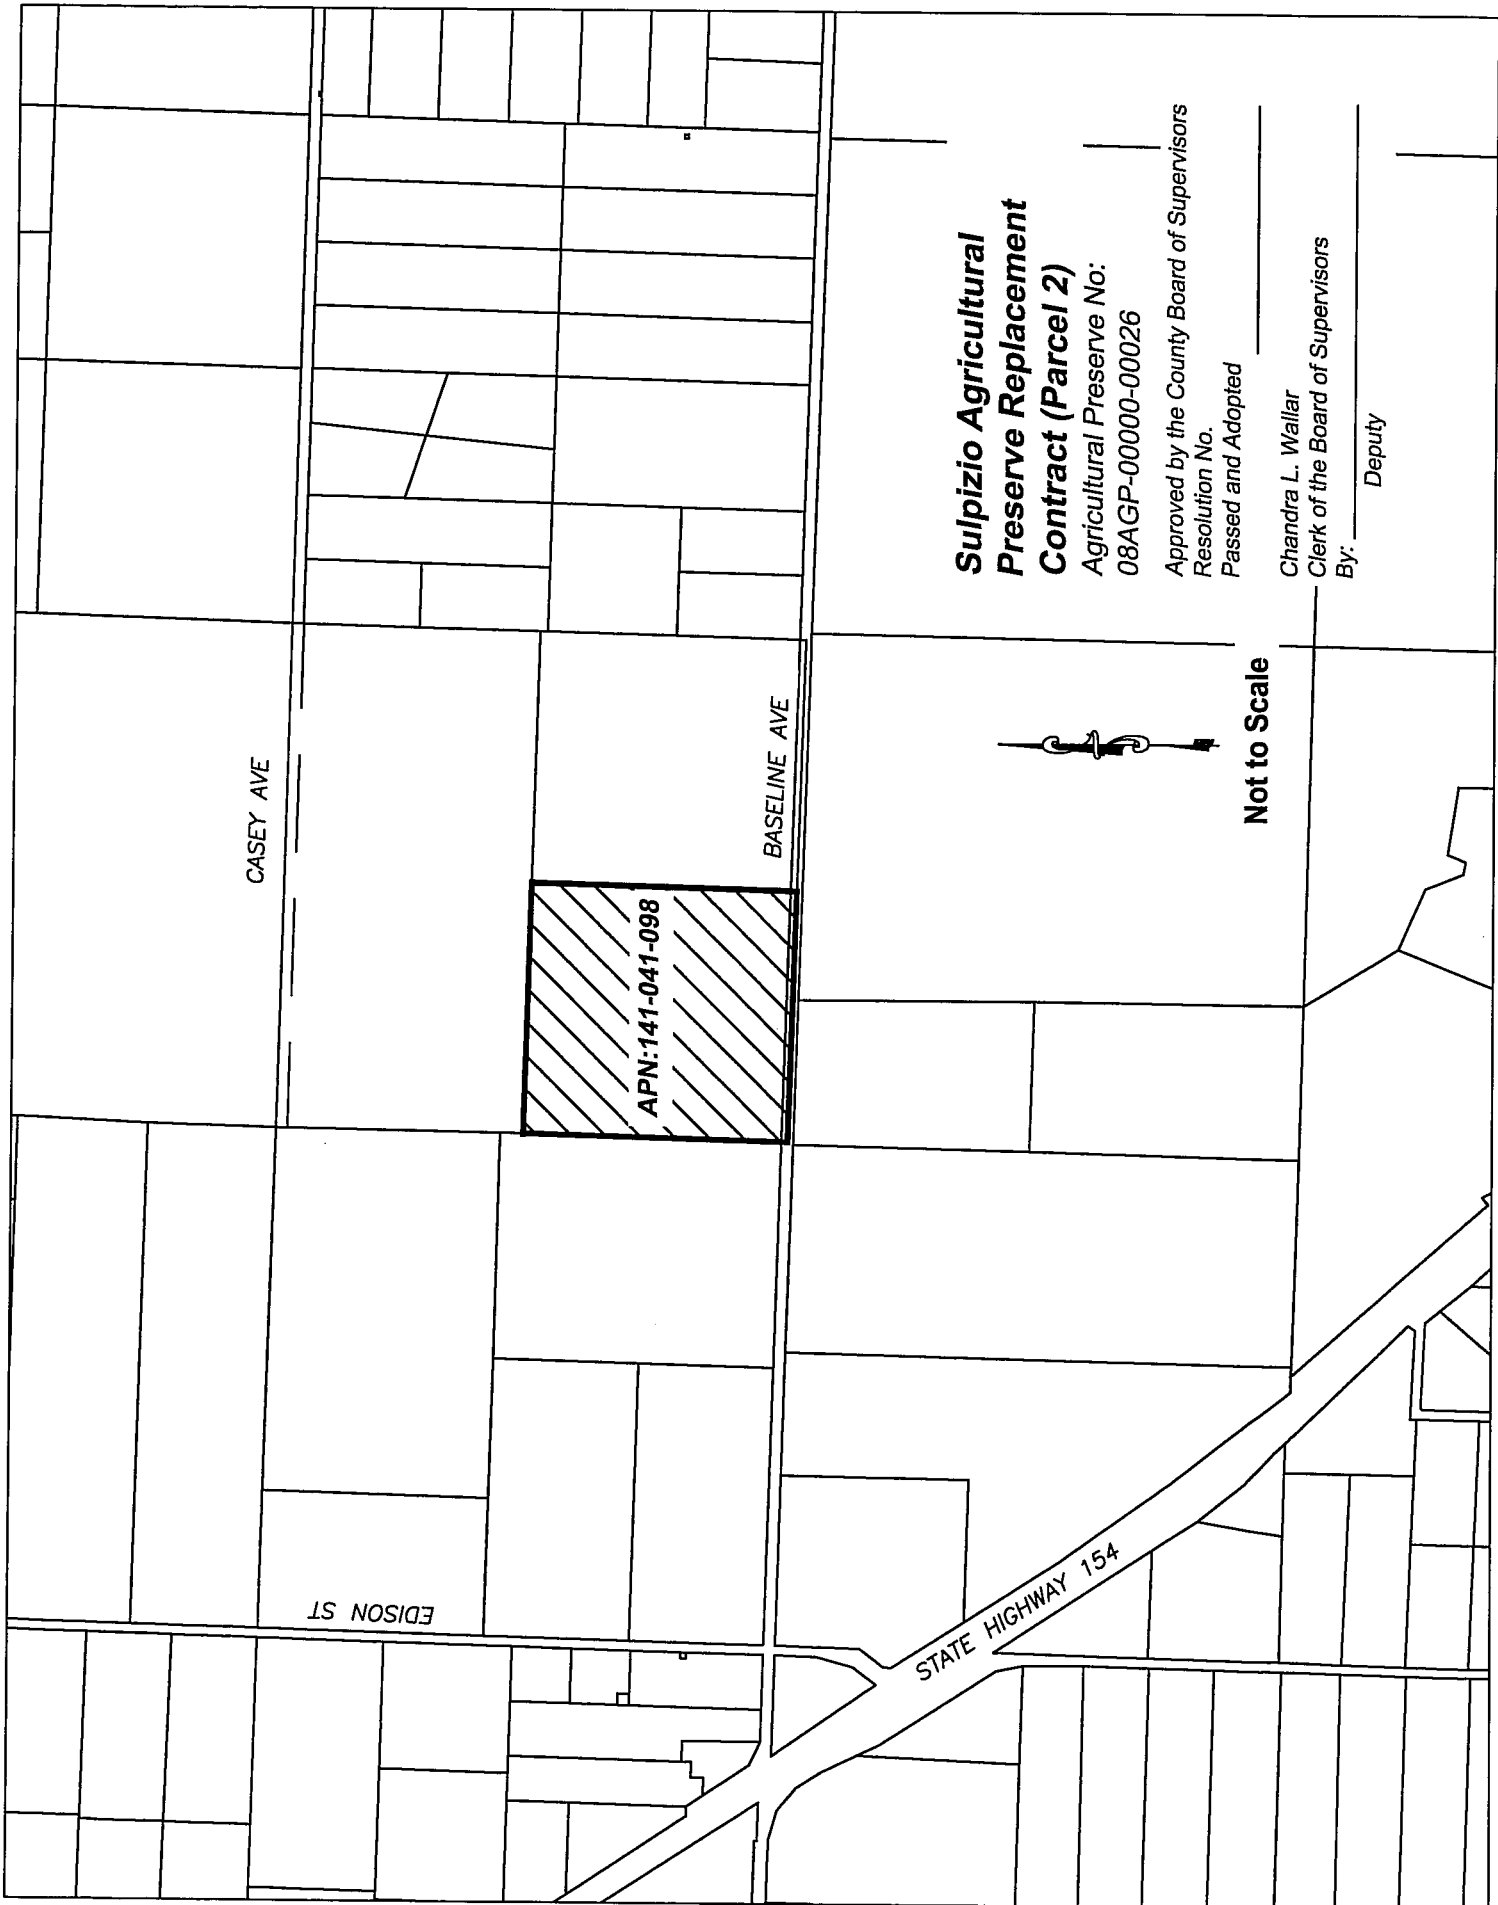 CASEY AVE
BASELINE AVE
APN:141-041-098
EDISON ST
STATE HIGHWAY 154
Sulpizio Agricultural
Preserve Replacement
Contract (Parcel 2)
Agricultural Preserve No:
08AGP-00000-00026
Approved by the County Board of Supervisors
Resolution No.
Passed and Adopted
Chandra L. Wallar
Clerk of the Board of Supervisors
By:
Deputy
Not to Scale